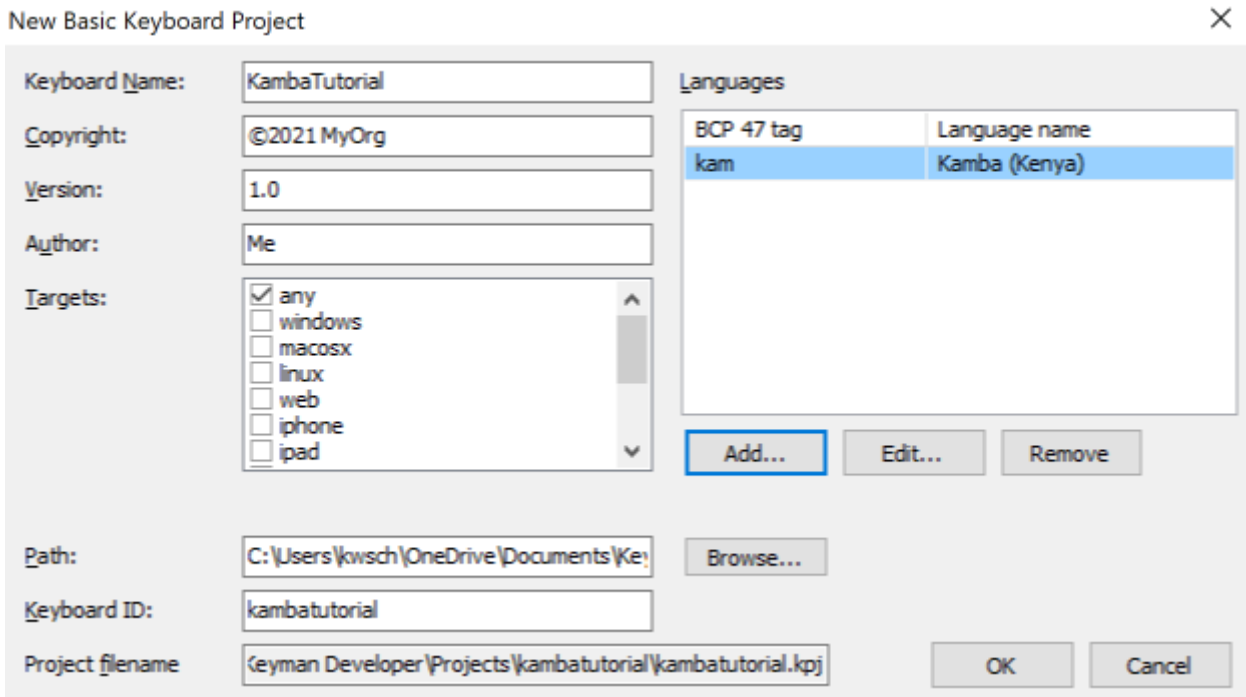 New Basic Keyboard Project
Keyboard Name: KambaTutorial
Copyright: ©2021 MyOrg
Version: 1.0
Author: Me
Targets:
any
windows
macosx
linux
web
iphone
ipad
Languages
BCP 47 tag Language name
kam Kamba (Kenya)
Add... Edit... Remove
Path: C:\Users\kwsch\OneDrive\Documents\Key Browse...
Keyboard ID: kambatutorial
Project filename Keyman Developer\Projects\kambatutorial\kambatutorial.kpj
OK Cancel